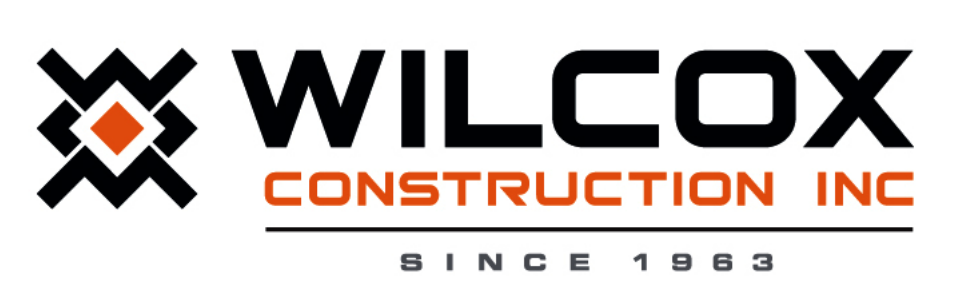 WILCOX
CONSTRUCTION INC
SINCE 1963